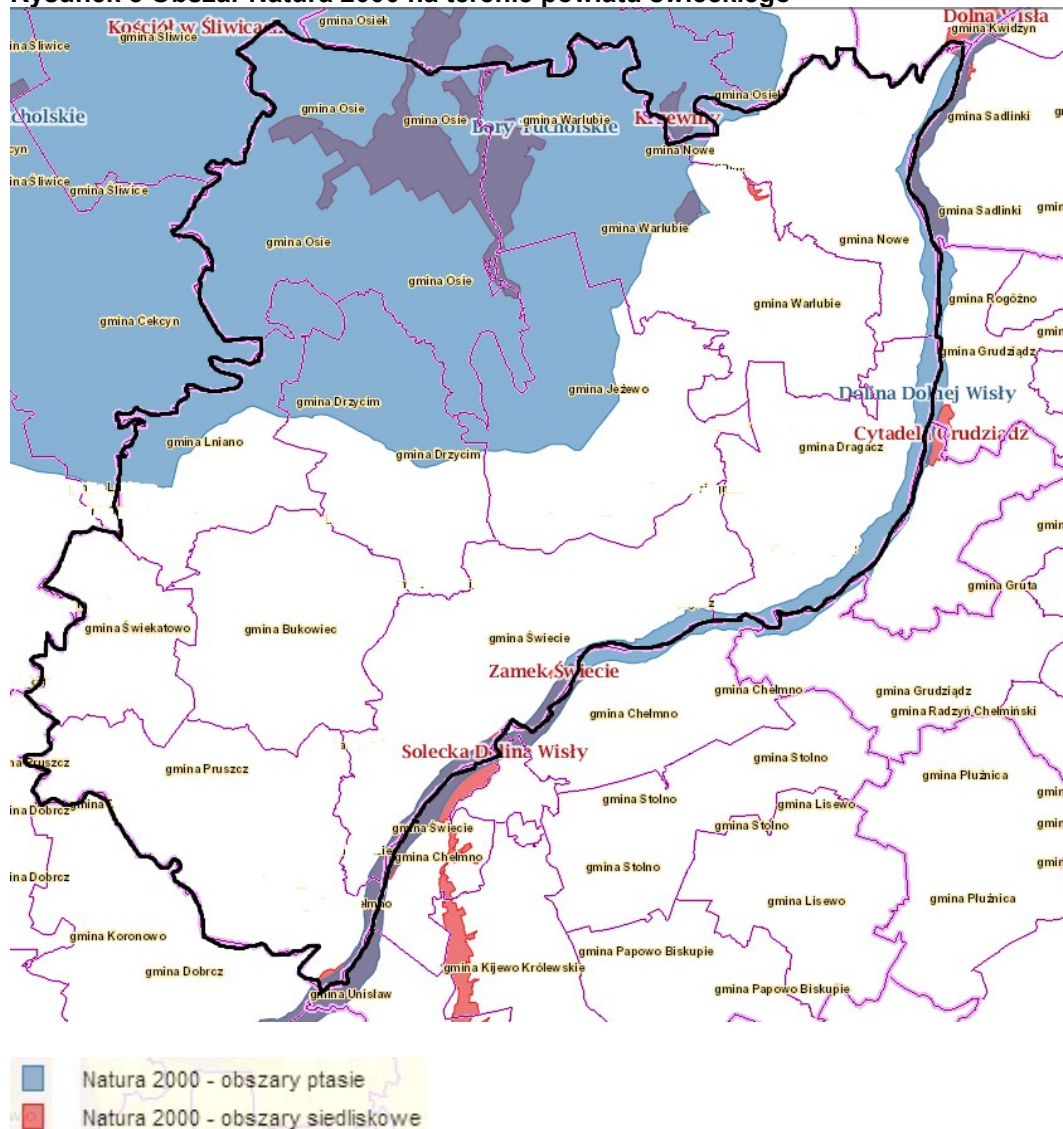 Rysunek 3 Obszar Natura 2000 na terenie powiatu świeckiego
Kościół w Śliwicach
gmina Śliwice
gmina Osiek
Dolna Wisła
gmina Kwidzyn
gmina Osie
gmina Osie
Bory Tucholskie
gmina Warlubie
Krzewiny
gmina Osiek
gmina Sadlinki
cholskie
gmina Nowe
gmina Śliwice
gmina Śliwice
gmina Osie
gmina Warlubie
gmina Sadlinki
gmina Nowe
gmina Osie
gmina Cekcyn
gmina Warlubie
gmina Rogóźno
gmina Grudziądz
gmina Drzycim
gmina Jeżewo
Dolina Dolnej Wisły
Cytadela Grudziądz
gmina Lniano
gmina Drzycim
gmina Dragacz
gmina Gruta
gmina Świekatowo
gmina Bukowiec
gmina Świecie
Zamek Świecie
gmina Chełmno
gmina Chełmno
gmina Grudziądz
gmina Radzyń Chełmiński
Solecka Dolina Wisły
gmina Stolno
gmina Pruszcz
gmina Płużnica
gmina Stolno
gmina Lisewo
gmina Świecie
gmina Stolno
gmina Chełmno
gmina Stolno
gmina Lisewo
gmina Płużnica
gmina Koronowo
gmina Dobrcz
gmina Papowo Biskupie
gmina Kijewo Królewskie
gmina Papowo Biskupie
gmina Unisław
Natura 2000 - obszary ptasie
Natura 2000 - obszary siedliskowe